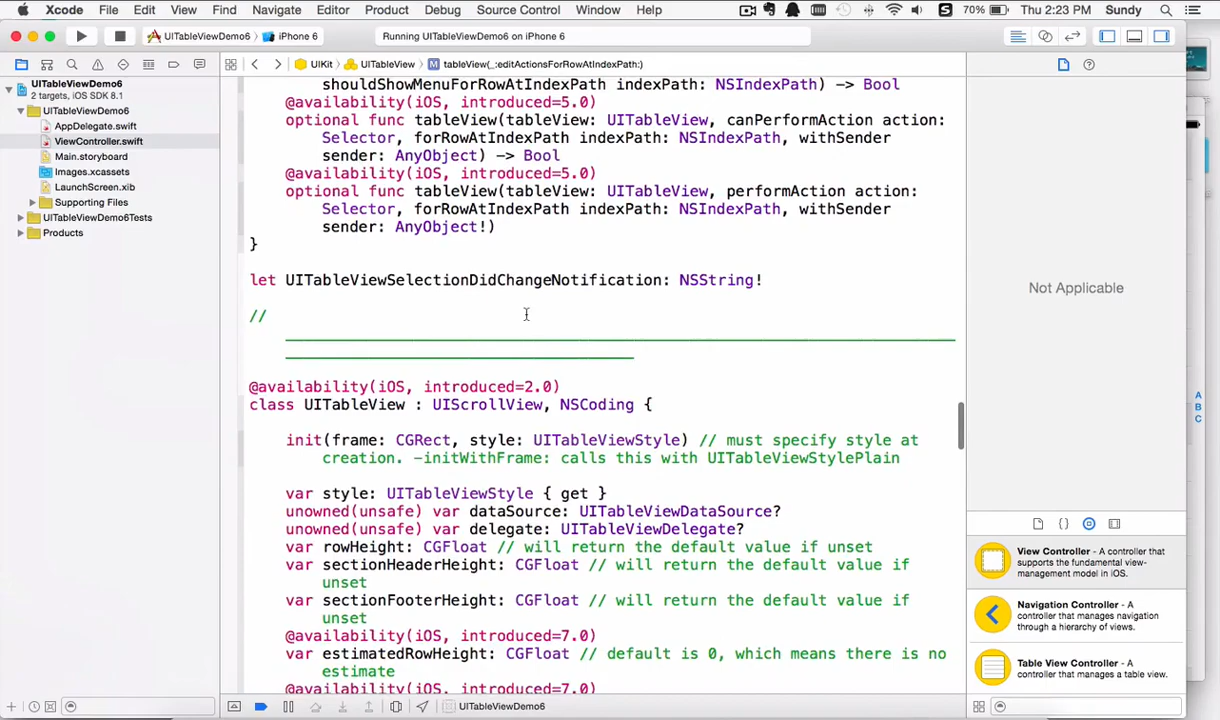 Xcode File Edit View Find Navigate Editor Product Debug Source Control Window Help 70% Thu 2:23 PM Sundy
UITableViewDemo6 iPhone 6 Running UITableViewDemo6 on iPhone 6
UIKit UITableView M tableView(_:editActionsForRowAtIndexPath:)
UITableViewDemo6
2 targets, iOS SDK 8.1
UITableViewDemo6
AppDelegate.swift
ViewController.swift
Main.storyboard
Images.xcassets
LaunchScreen.xib
Supporting Files
UITableViewDemo6Tests
Products
shouldShowMenuForRowAtIndexPath indexPath: NSIndexPath) -> Bool
@availability(iOS, introduced=5.0)
optional func tableView(tableView: UITableView, canPerformAction action:
Selector, forRowAtIndexPath indexPath: NSIndexPath, withSender
sender: AnyObject) -> Bool
@availability(iOS, introduced=5.0)
optional func tableView(tableView: UITableView, performAction action:
Selector, forRowAtIndexPath indexPath: NSIndexPath, withSender
sender: AnyObject!)
}
let UITableViewSelectionDidChangeNotification: NSString!
//
@availability(iOS, introduced=2.0)
class UITableView : UIScrollView, NSCoding {
init(frame: CGRect, style: UITableViewStyle) // must specify style at
creation. -initWithFrame: calls this with UITableViewStylePlain
var style: UITableViewStyle { get }
unowned(unsafe) var dataSource: UITableViewDataSource?
unowned(unsafe) var delegate: UITableViewDelegate?
var rowHeight: CGFloat // will return the default value if unset
var sectionHeaderHeight: CGFloat // will return the default value if
unset
var sectionFooterHeight: CGFloat // will return the default value if
unset
@availability(iOS, introduced=7.0)
var estimatedRowHeight: CGFloat // default is 0, which means there is no
estimate
@availability(iOS, introduced=7.0)
Not Applicable
View Controller - A controller that
supports the fundamental view-
management model in iOS.
Navigation Controller - A
controller that manages navigation
through a hierarchy of views.
Table View Controller - A
controller that manages a table view.
A
B
C
UITableViewDemo6